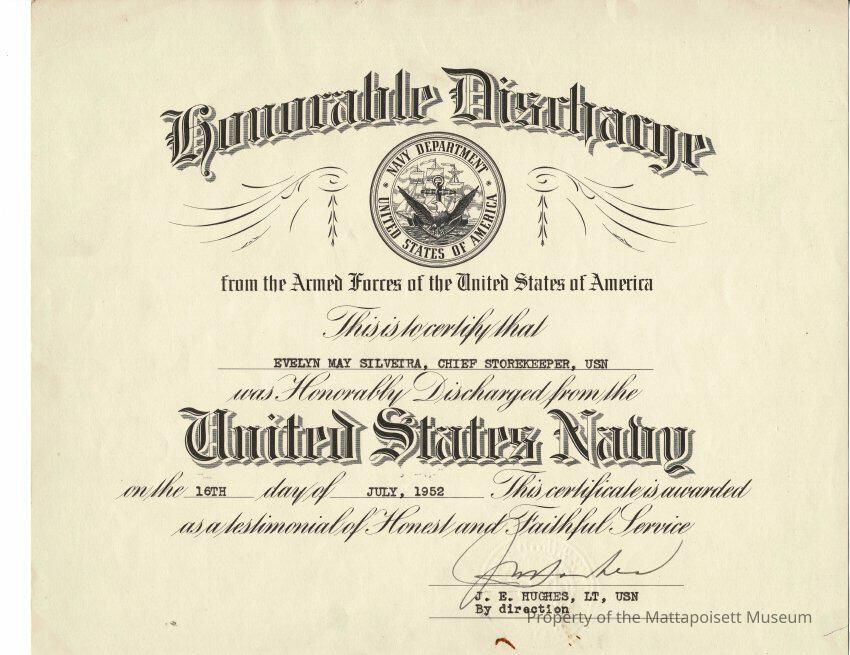 Honorable Discharge
NAVY DEPARTMENT
UNITED STATES OF AMERICA
from the Armed Forces of the United States of America
This is to certify that
EVELYN MAY SILVEIRA, CHIEF STOREKEEPER, USN
was Honorably Discharged from the
United States Navy
on the 16TH day of JULY, 1952 This certificate is awarded
as a testimonial of Honest and Faithful Service
J. E. HUGHES, LT, USN
By direction
Property of the Mattapoisett Museum